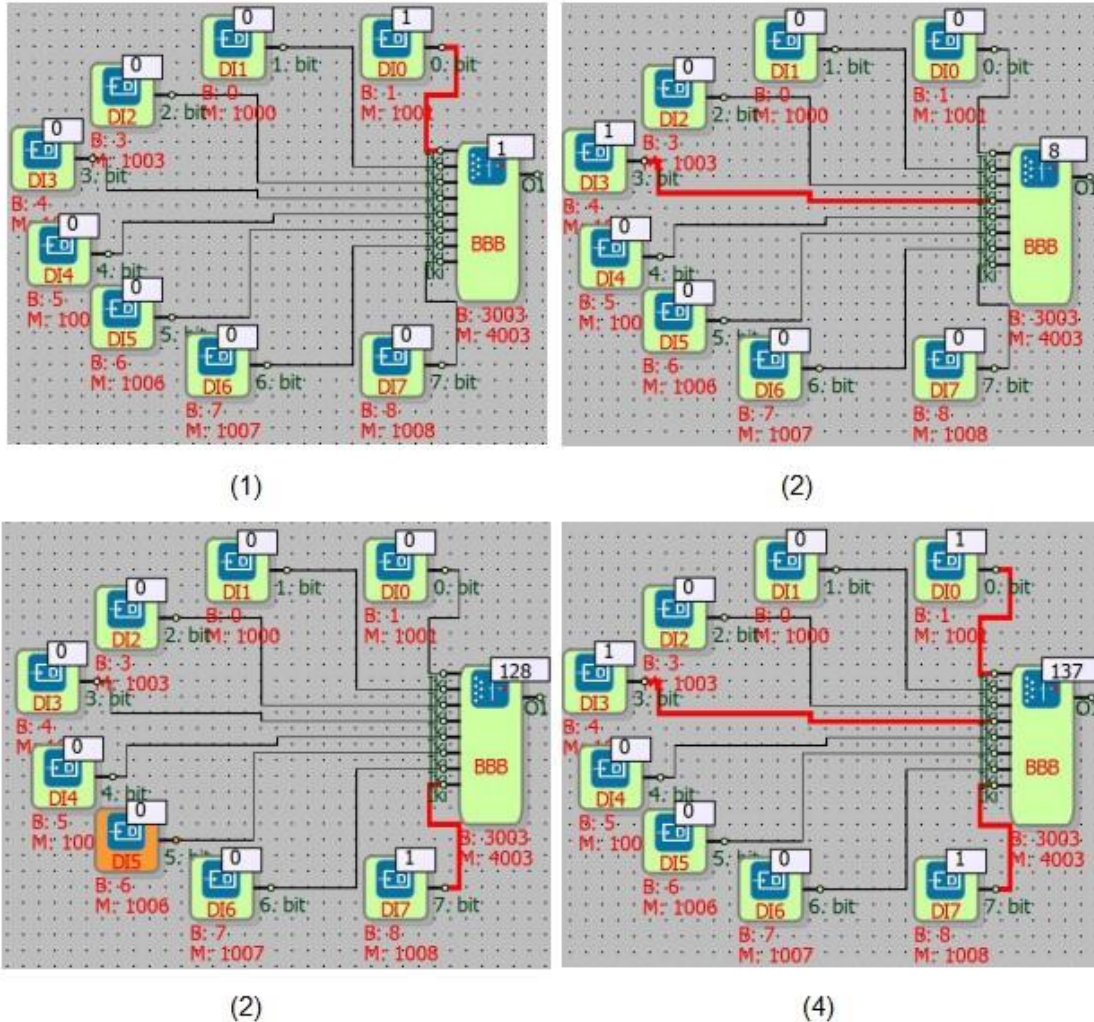 0
1
DI1
1. bit
DI0
0. bit
0
B: 0
M: 1000
B: 1
M: 1001
DI2
2. bit
0
B: 3
M: 1003
1
DI3
3. bit
O1
B: 4
0
DI4
4. bit
BBB
B: 5
M: 100
0
DI5
5.
B: 3003
M: 4003
0
0
B: 6
M: 1006
DI6
6. bit
DI7
7. bit
B: 7
M: 1007
B: 8
M: 1008
(1)
0
0
DI1
1. bit
DI0
0. bit
0
B: 0
M: 1000
B: 1
M: 1001
DI2
2. bit
1
B: 3
M: 1003
8
DI3
3. bit
O1
B: 4
0
DI4
4. bit
BBB
B: 5
M: 100
0
DI5
5.
B: 3003
M: 4003
0
0
B: 6
M: 1006
DI6
6. bit
DI7
7. bit
B: 7
M: 1007
B: 8
M: 1008
(2)
0
0
DI1
1. bit
DI0
0. bit
0
B: 0
M: 1000
B: 1
M: 1001
DI2
2. bit
0
B: 3
M: 1003
128
DI3
3. bit
O1
B: 4
0
DI4
4. bit
İki
BBB
B: 5
M: 100
0
DI5
5.
B: 3003
M: 4003
0
1
B: 6
M: 1006
DI6
6. bit
DI7
7. bit
B: 7
M: 1007
B: 8
M: 1008
(2)
0
1
DI1
1. bit
DI0
0. bit
0
B: 0
M: 1000
B: 1
M: 1001
DI2
2. bit
1
B: 3
M: 1003
137
DI3
3. bit
O1
B: 4
0
DI4
4. bit
İki
BBB
B: 5
M: 100
0
DI5
5.
B: 3003
M: 4003
0
1
B: 6
M: 1006
DI6
6. bit
DI7
7. bit
B: 7
M: 1007
B: 8
M: 1008
(4)